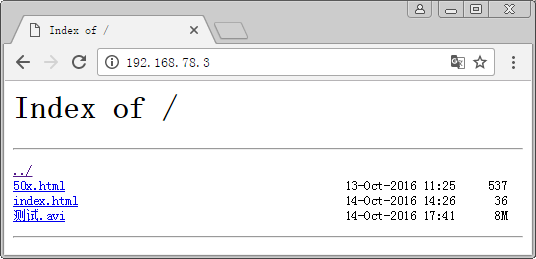 Index of /
192.168.78.3
Index of /
../
50x.html 13-Oct-2016 11:25 537
index.html 14-Oct-2016 14:26 36
测试.avi 14-Oct-2016 17:41 8M